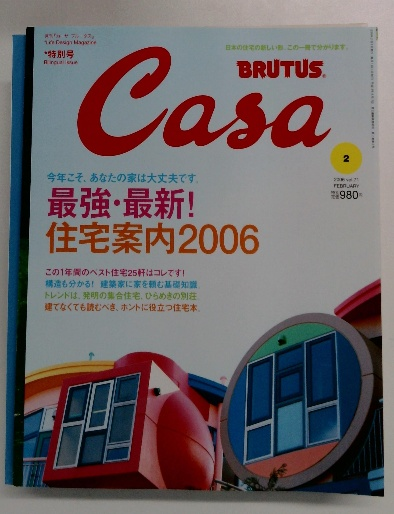 Life Design Magazine
*特別号
Bilingual Issue
日本の住宅の新しい形、この一冊で分かります。
BRUTUS®
Casa
2
FEBRUARY
980
今年こそ、あなたの家は大丈夫です。
最強・最新!
住宅案内2006
この1年間のベスト住宅25軒はコレです!
構造も分かる! 建築家に家を頼む基礎知識。
トレンドは、発明の集合住宅、ひらめきの別荘。
建てなくても読むべき、ホントに役立つ住宅本。